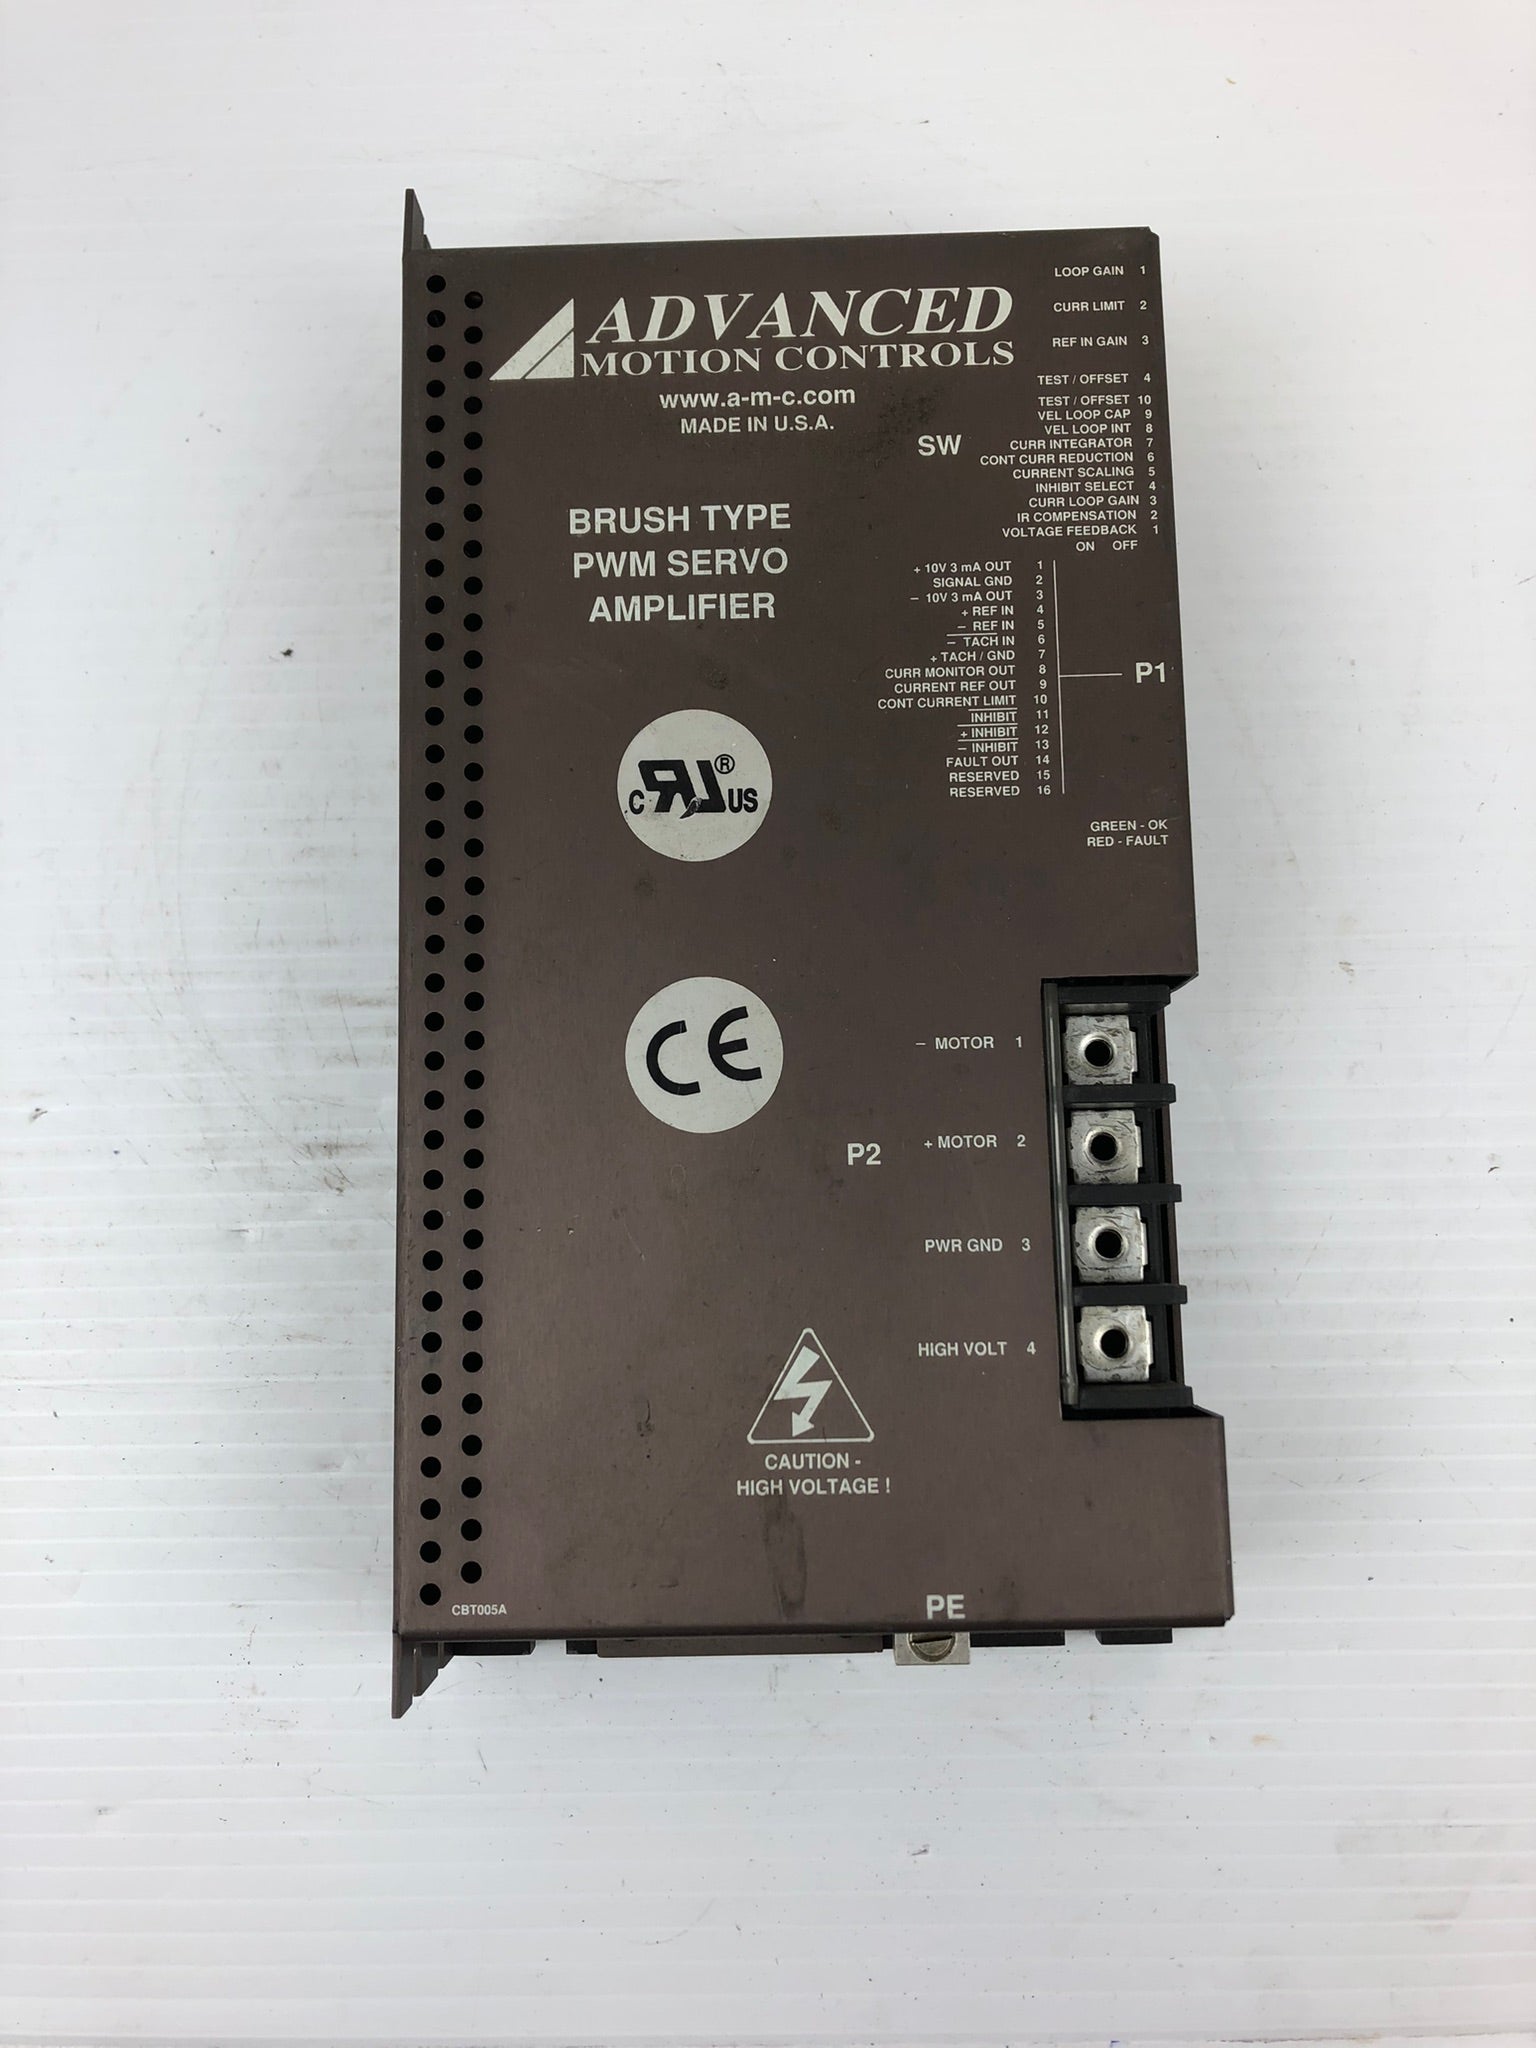 ADVANCED
MOTION CONTROLS
www.a-m-c.com
MADE IN U.S.A.
LOOP GAIN 1
CURR LIMIT 2
REF IN GAIN 3
TEST / OFFSET 4
SW
TEST / OFFSET 10
VEL LOOP CAP 9
VEL LOOP INT 8
CURR INTEGRATOR 7
CONT CURR REDUCTION 6
CURRENT SCALING 5
INHIBIT SELECT 4
CURR LOOP GAIN 3
IR COMPENSATION 2
VOLTAGE FEEDBACK 1
ON OFF
BRUSH TYPE
PWM SERVO
AMPLIFIER
+ 10V 3 mA OUT 1
SIGNAL GND 2
– 10V 3 mA OUT 3
+ REF IN 4
– REF IN 5
– TACH IN 6
+ TACH / GND 7
CURR MONITOR OUT 8
CURRENT REF OUT 9
CONT CURRENT LIMIT 10
INHIBIT 11
+ INHIBIT 12
– INHIBIT 13
FAULT OUT 14
RESERVED 15
RESERVED 16
P1
GREEN - OK
RED - FAULT
C RU ® US
CE
– MOTOR 1
P2
+ MOTOR 2
PWR GND 3
HIGH VOLT 4
CAUTION -
HIGH VOLTAGE !
CBT005A
PE